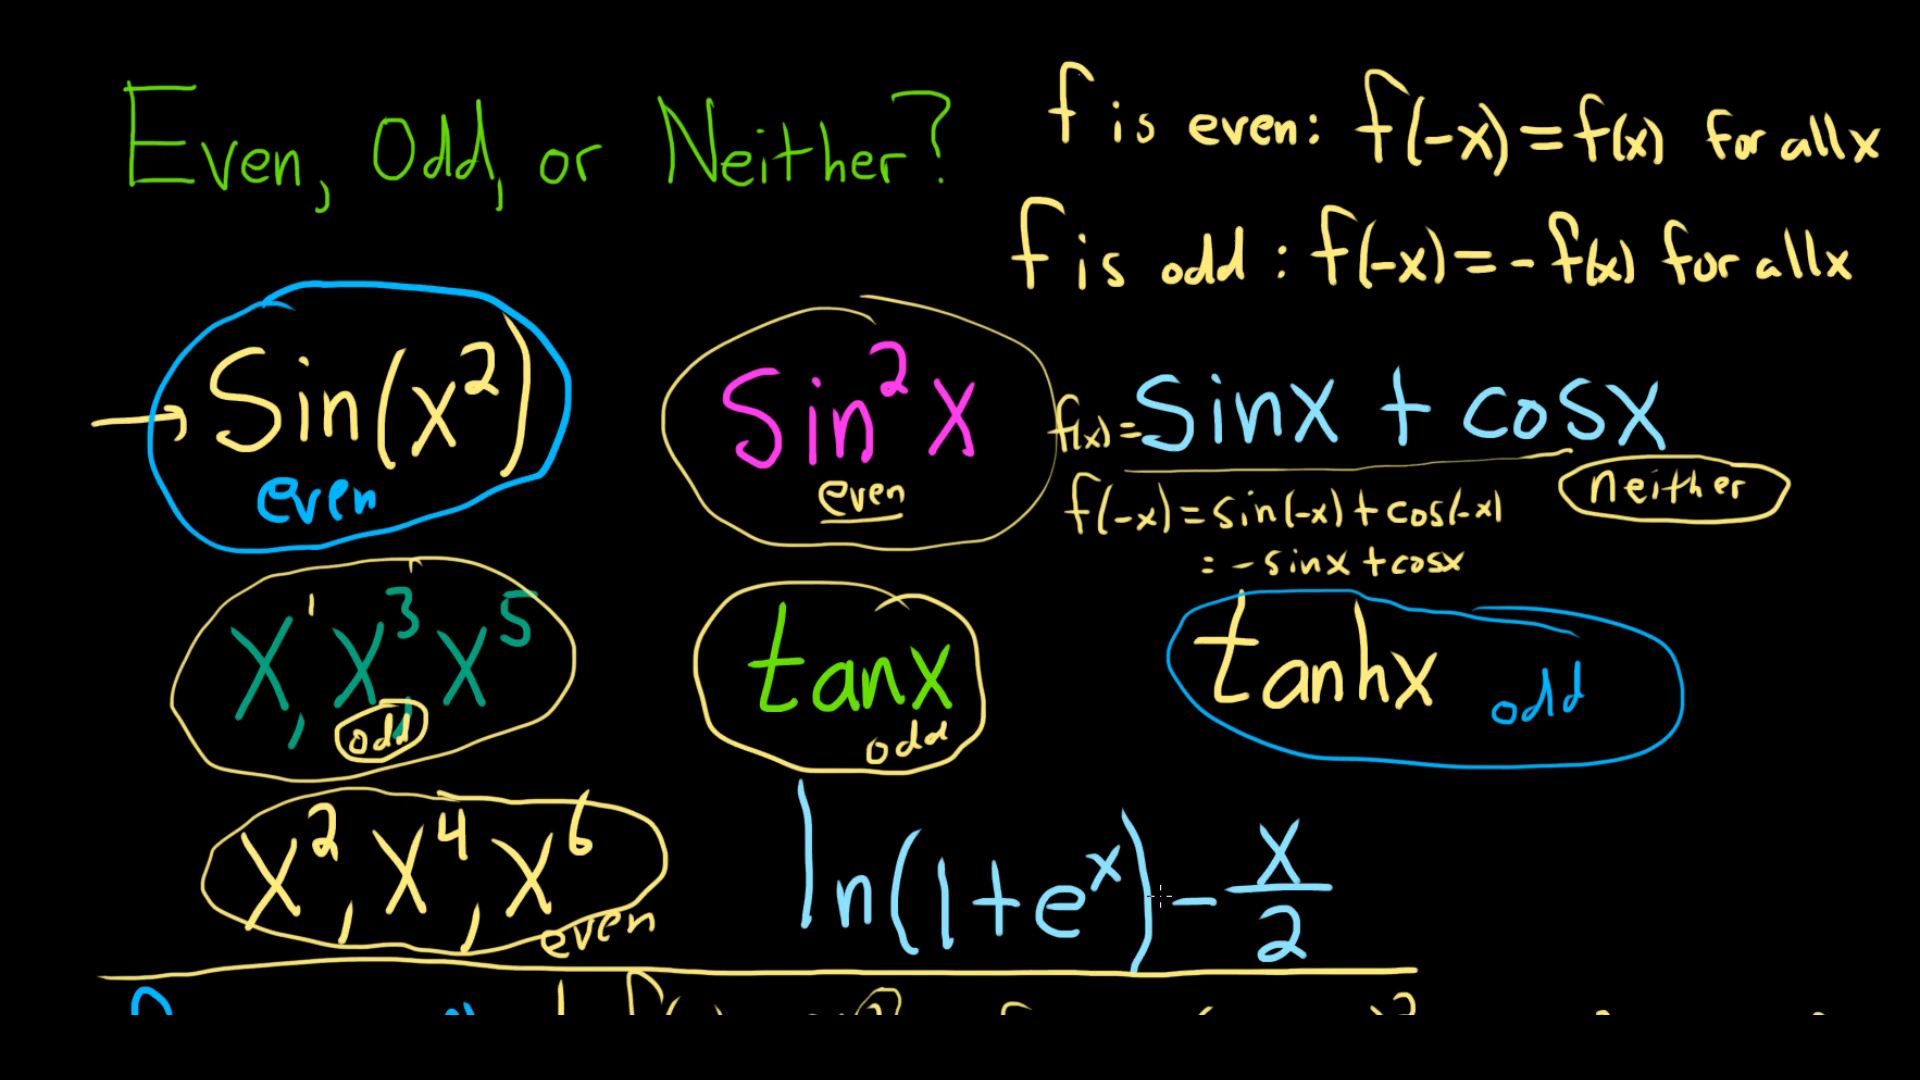 Even, Odd, or Neither?
f is even: f(-x) = f(x) for all x
f is odd: f(-x) = -f(x) for all x
Sin(x²)
even
Sin²x
even
f(x) = Sinx + cosx
neither
f(-x) = sin(-x) + cos(-x)
= -sinx + cosx
x¹, x³, x⁵
odd
tanx
odd
tanhx
odd
x², x⁴, x⁶
even
ln(1+eˣ) - x/2